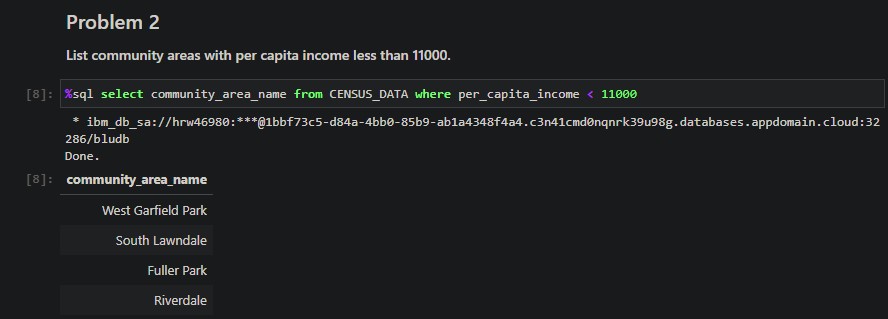 Problem 2
List community areas with per capita income less than 11000.
[8]: %sql select community_area_name from CENSUS_DATA where per_capita_income < 11000
* ibm_db_sa://hrw46980:***@1bbf73c5-d84a-4bb0-85b9-ab1a4348f4a4.c3n41cmd0nqnrk39u98g.databases.appdomain.cloud:32
286/bludb
Done.
[8]: community_area_name
West Garfield Park
South Lawndale
Fuller Park
Riverdale